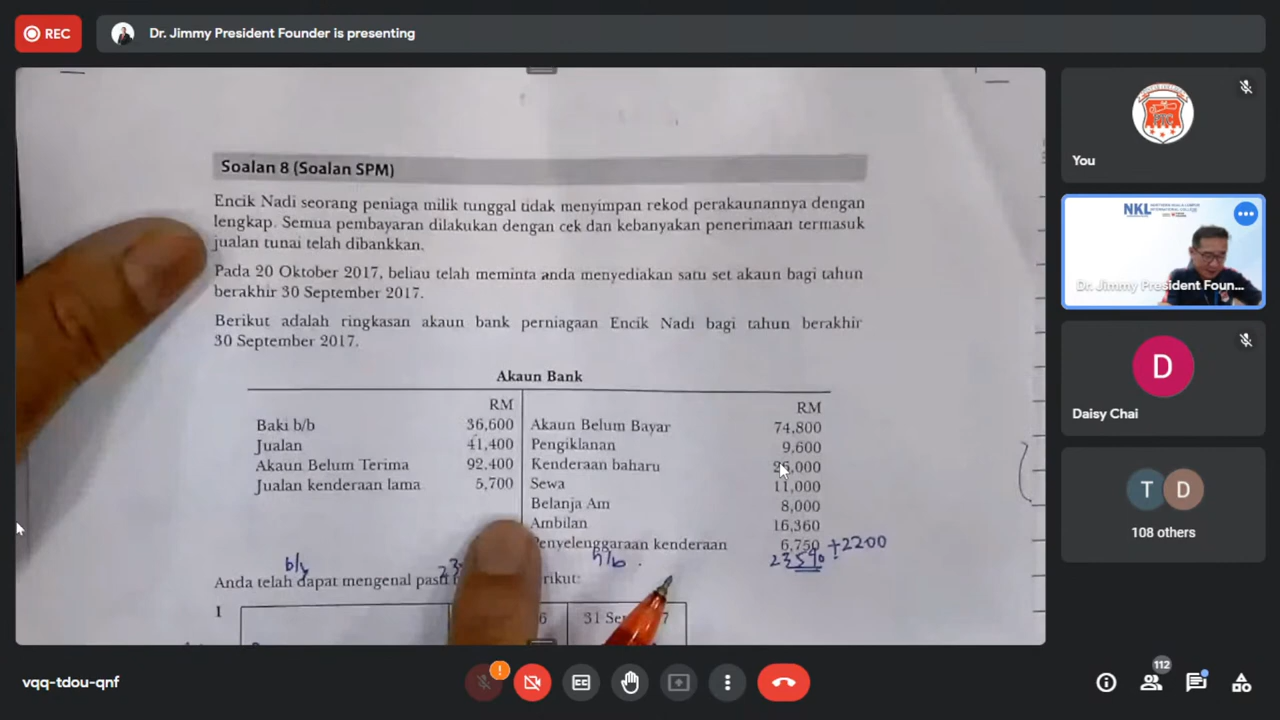 REC
Dr. Jimmy President Founder is presenting
Soalan 8 (Soalan SPM)
Encik Nadi seorang peniaga milik tunggal tidak menyimpan rekod perakaunannya dengan
lengkap. Semua pembayaran dilakukan dengan cek dan kebanyakan penerimaan termasuk
jualan tunai telah dibankkan.
Pada 20 Oktober 2017, beliau telah meminta anda menyediakan satu set akaun bagi tahun
berakhir 30 September 2017.
Berikut adalah ringkasan akaun bank perniagaan Encik Nadi bagi tahun berakhir
30 September 2017.
Akaun Bank
RM RM
Baki b/b 36,600 Akaun Belum Bayar 74,800
Jualan 41,400 Pengiklanan 9,600
Akaun Belum Terima 92,400 Kenderaan baharu ,000
Jualan kenderaan lama 5,700 Sewa 11,000
Belanja Am 8,000
Ambilan 16,360
Penyelenggaraan kenderaan 6,750 +2200
23590
Anda telah dapat mengenal pasti erikut:
1 6 31 Se 7
You
NKL
Dr. Jimmy President Foun...
D
Daisy Chai
T D
108 others
vqq-tdou-qnf
112